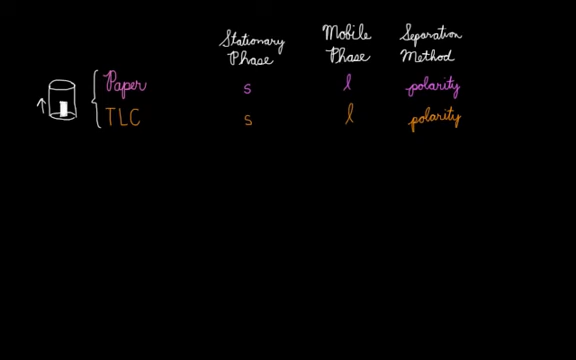 Stationary Phase Mobile Phase Separation Method
Paper s l polarity
TLC s l polarity